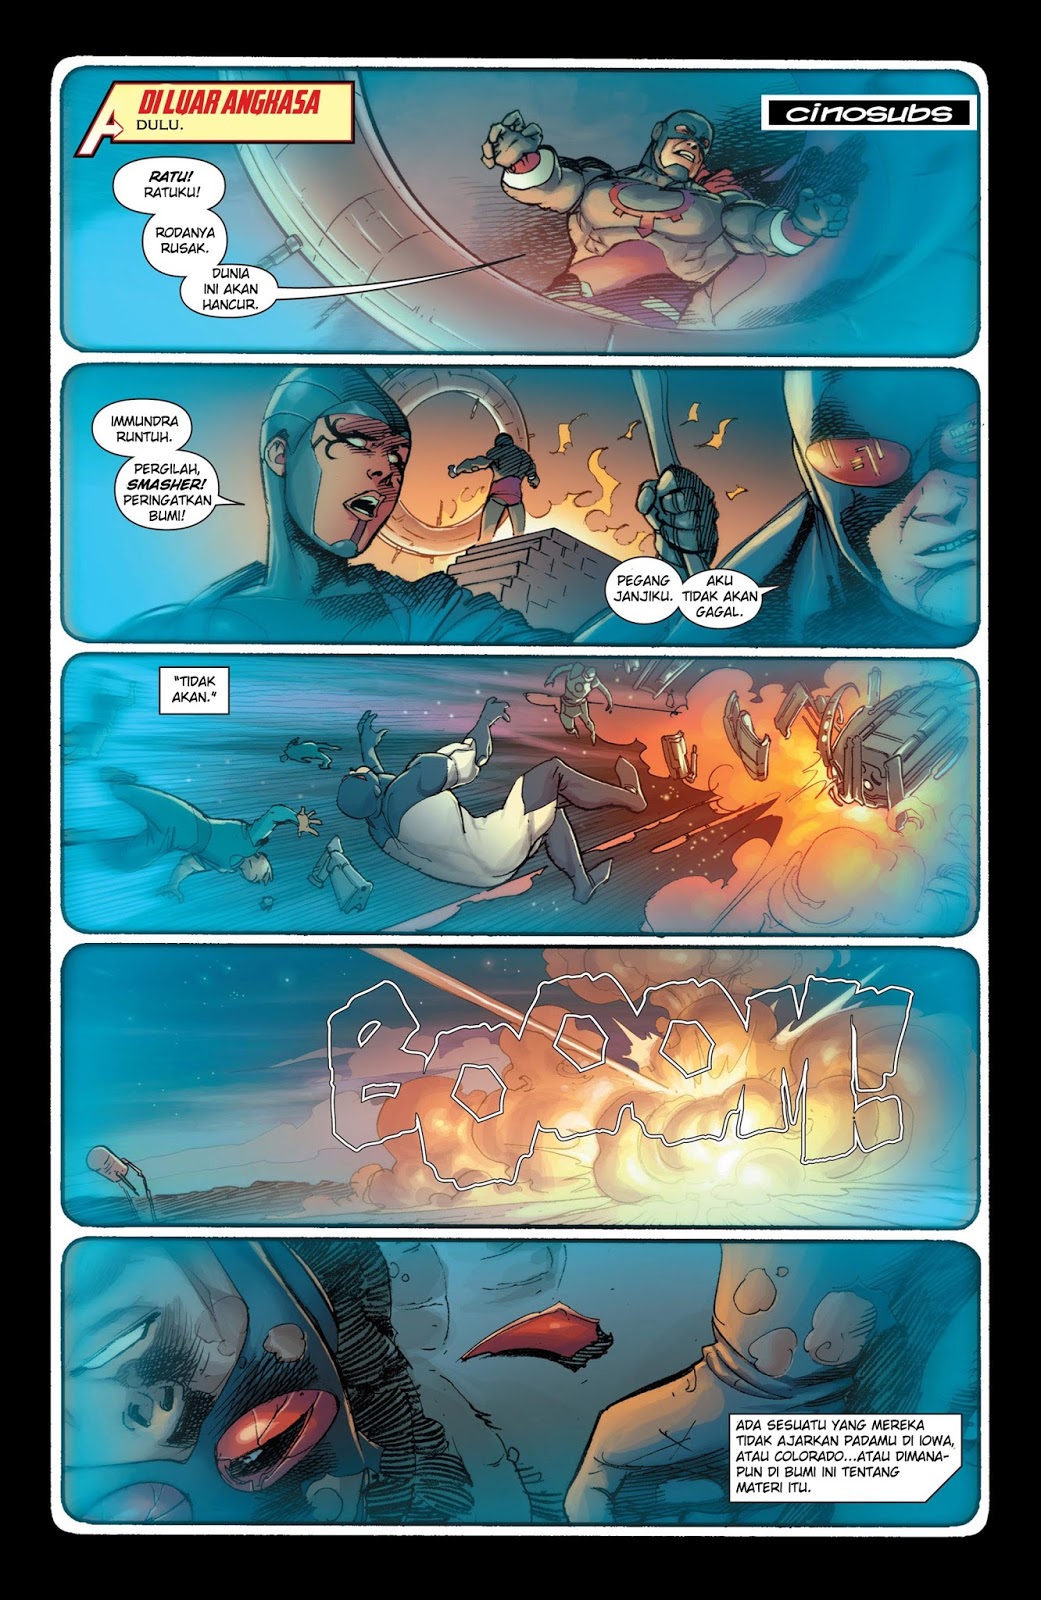 DI LUAR ANGKASA
DULU.
cinosubs
RATU!
RATUKU!
RODANYA
RUSAK.
DUNIA
INI AKAN
HANCUR.
IMMUNDRA
RUNTUH.
PERGILAH,
SMASHER!
PERINGATKAN
BUMI!
PEGANG
JANJIKU.
AKU
TIDAK AKAN
GAGAL.
"TIDAK
AKAN."
BOOOOM!
ADA SESUATU YANG MEREKA
TIDAK AJARKAN PADAMU DI IOWA,
ATAU COLORADO...ATAU DIMANA-
PUN DI BUMI INI TENTANG
MATERI ITU.